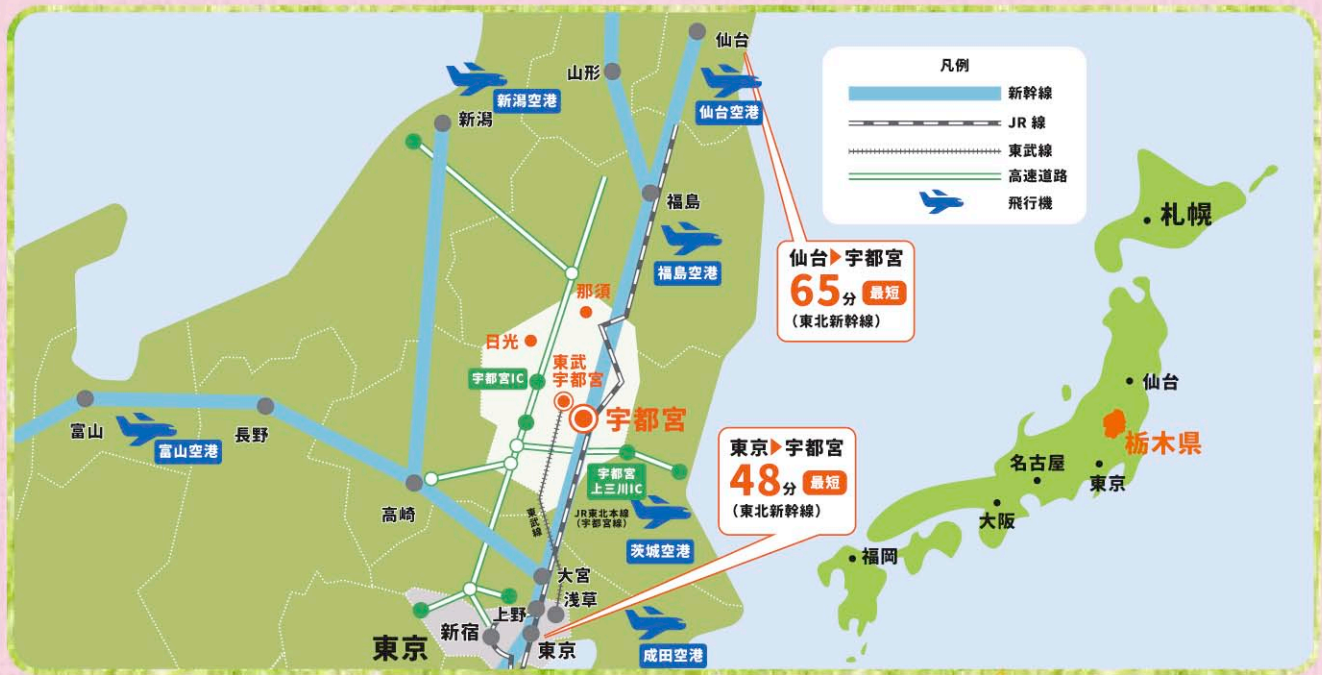 仙台
山形
新潟空港
仙台空港
新潟
福島
福島空港
那須
日光
東武
宇都宮
宇都宮IC
宇都宮
富山
富山空港
長野
高崎
宇都宮
上三川IC
JR東北本線
(宇都宮線)
東武線
茨城空港
大宮
浅草
上野
新宿
東京
東京
成田空港
凡例
新幹線
JR 線
東武線
高速道路
飛行機
仙台▶宇都宮
65分 最短
(東北新幹線)
東京▶宇都宮
48分 最短
(東北新幹線)
札幌
仙台
栃木県
名古屋
東京
大阪
福岡